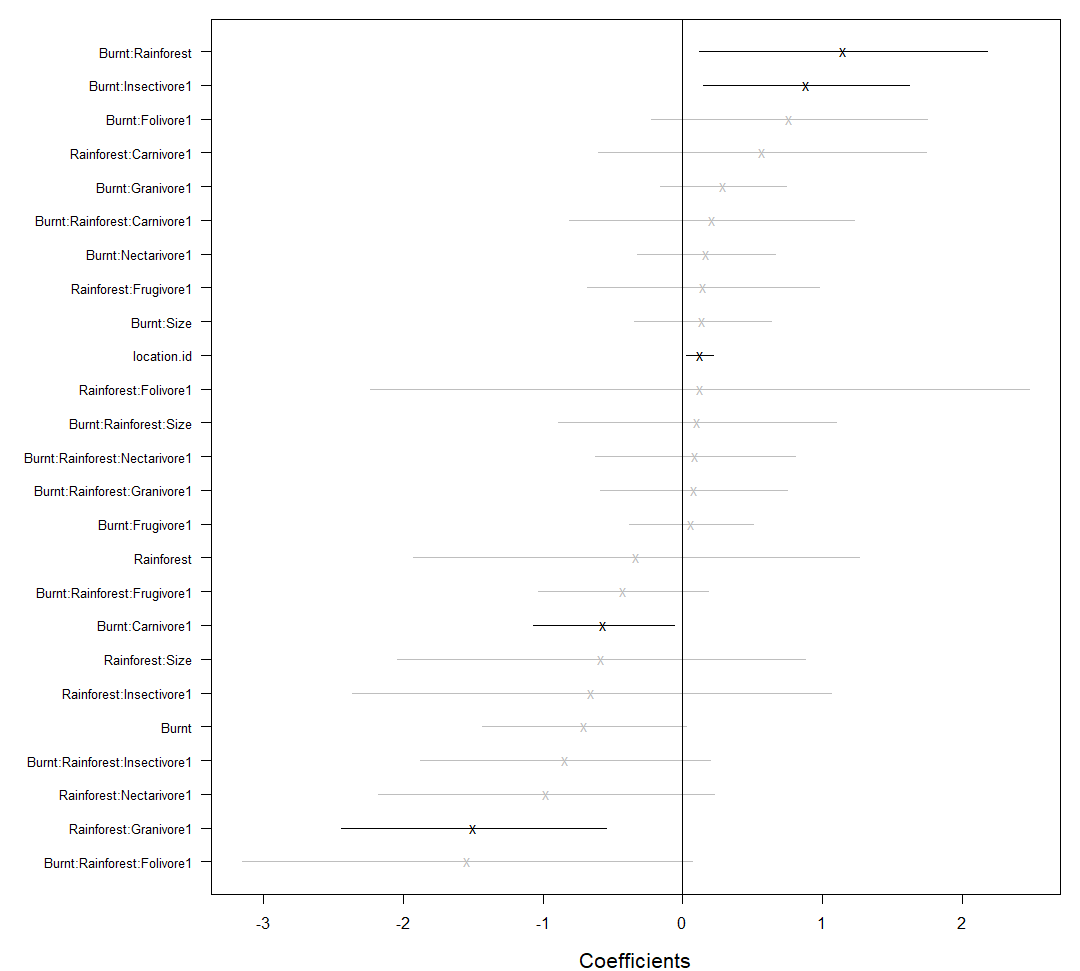 Burnt:Rainforest
Burnt:Insectivore1
Burnt:Folivore1
Rainforest:Carnivore1
Burnt:Granivore1
Burnt:Rainforest:Carnivore1
Burnt:Nectarivore1
Rainforest:Frugivore1
Burnt:Size
location.id
Rainforest:Folivore1
Burnt:Rainforest:Size
Burnt:Rainforest:Nectarivore1
Burnt:Rainforest:Granivore1
Burnt:Frugivore1
Rainforest
Burnt:Rainforest:Frugivore1
Burnt:Carnivore1
Rainforest:Size
Rainforest:Insectivore1
Burnt
Burnt:Rainforest:Insectivore1
Rainforest:Nectarivore1
Rainforest:Granivore1
Burnt:Rainforest:Folivore1
-3 -2 -1 0 1 2
Coefficients